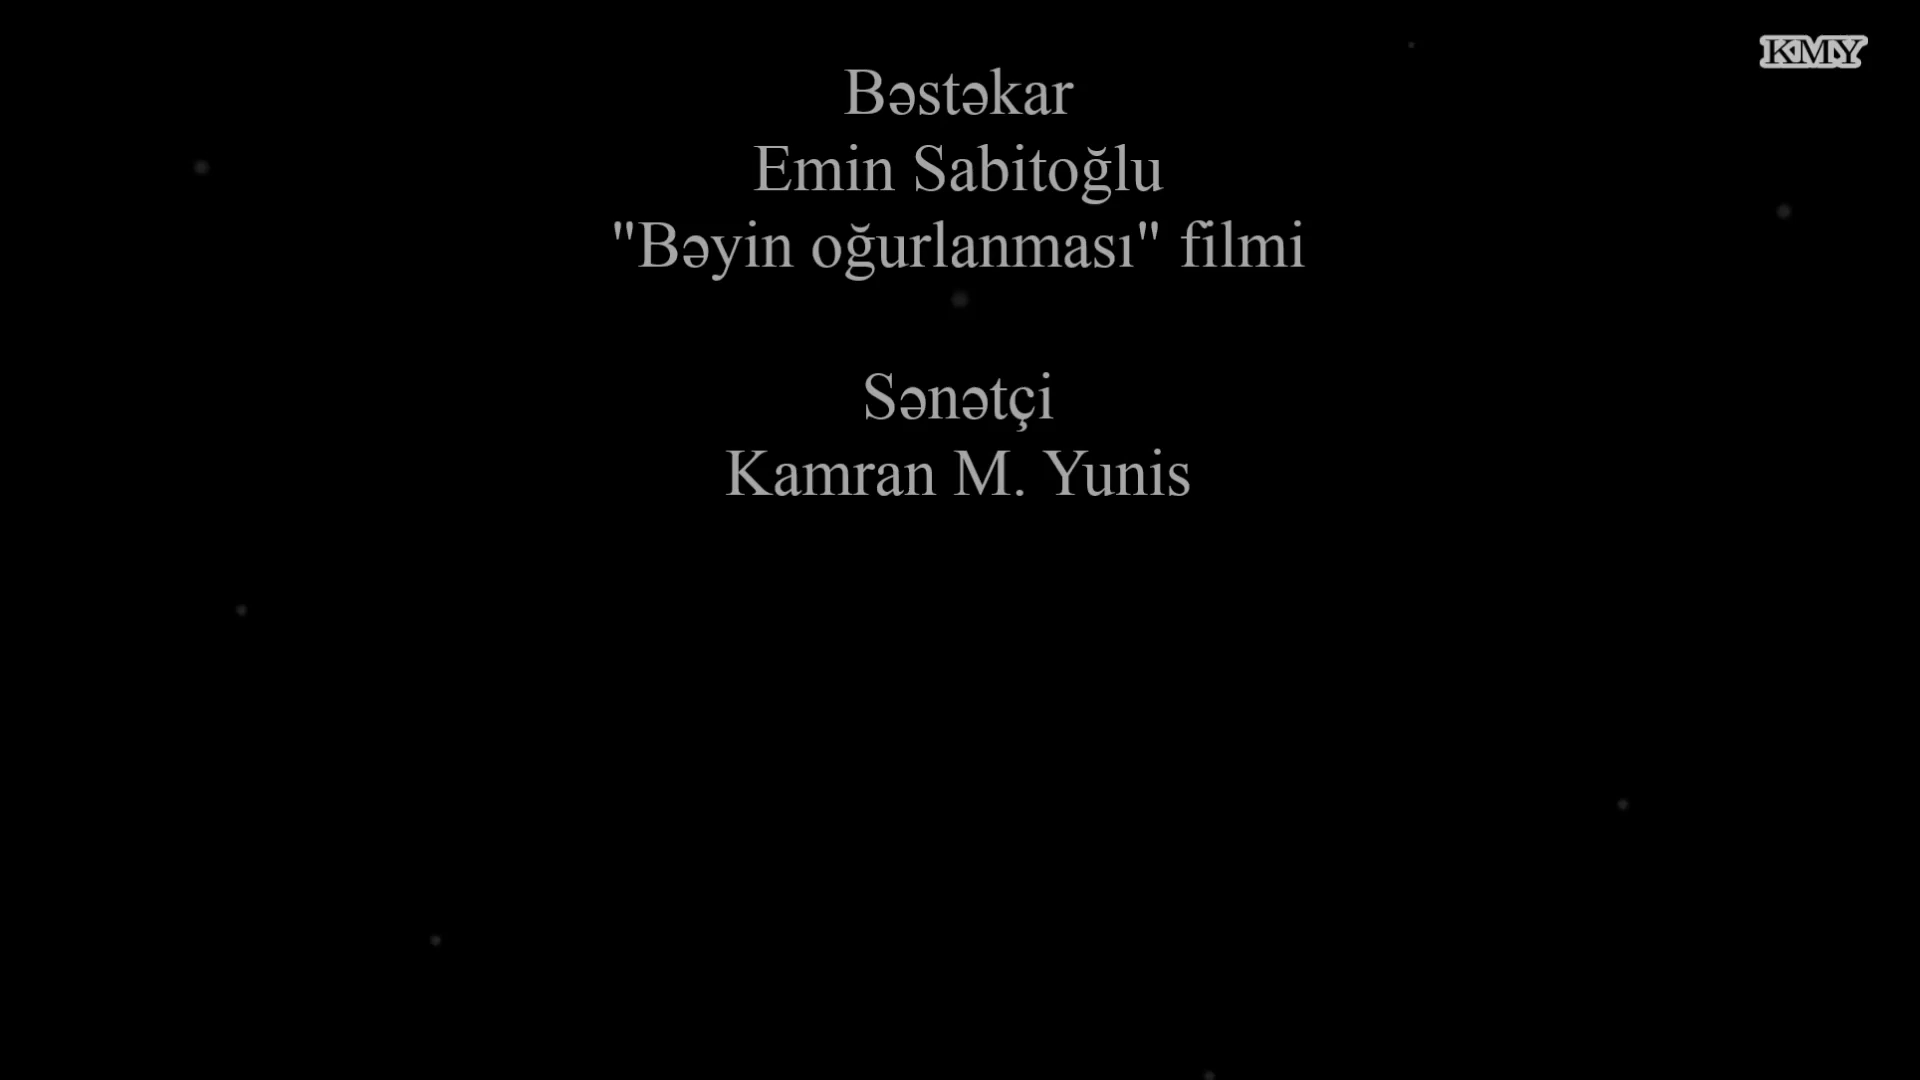 KMY
Bəstəkar
Emin Sabitoğlu
"Bəyin oğurlanması" filmi
Sənətçi
Kamran M. Yunis